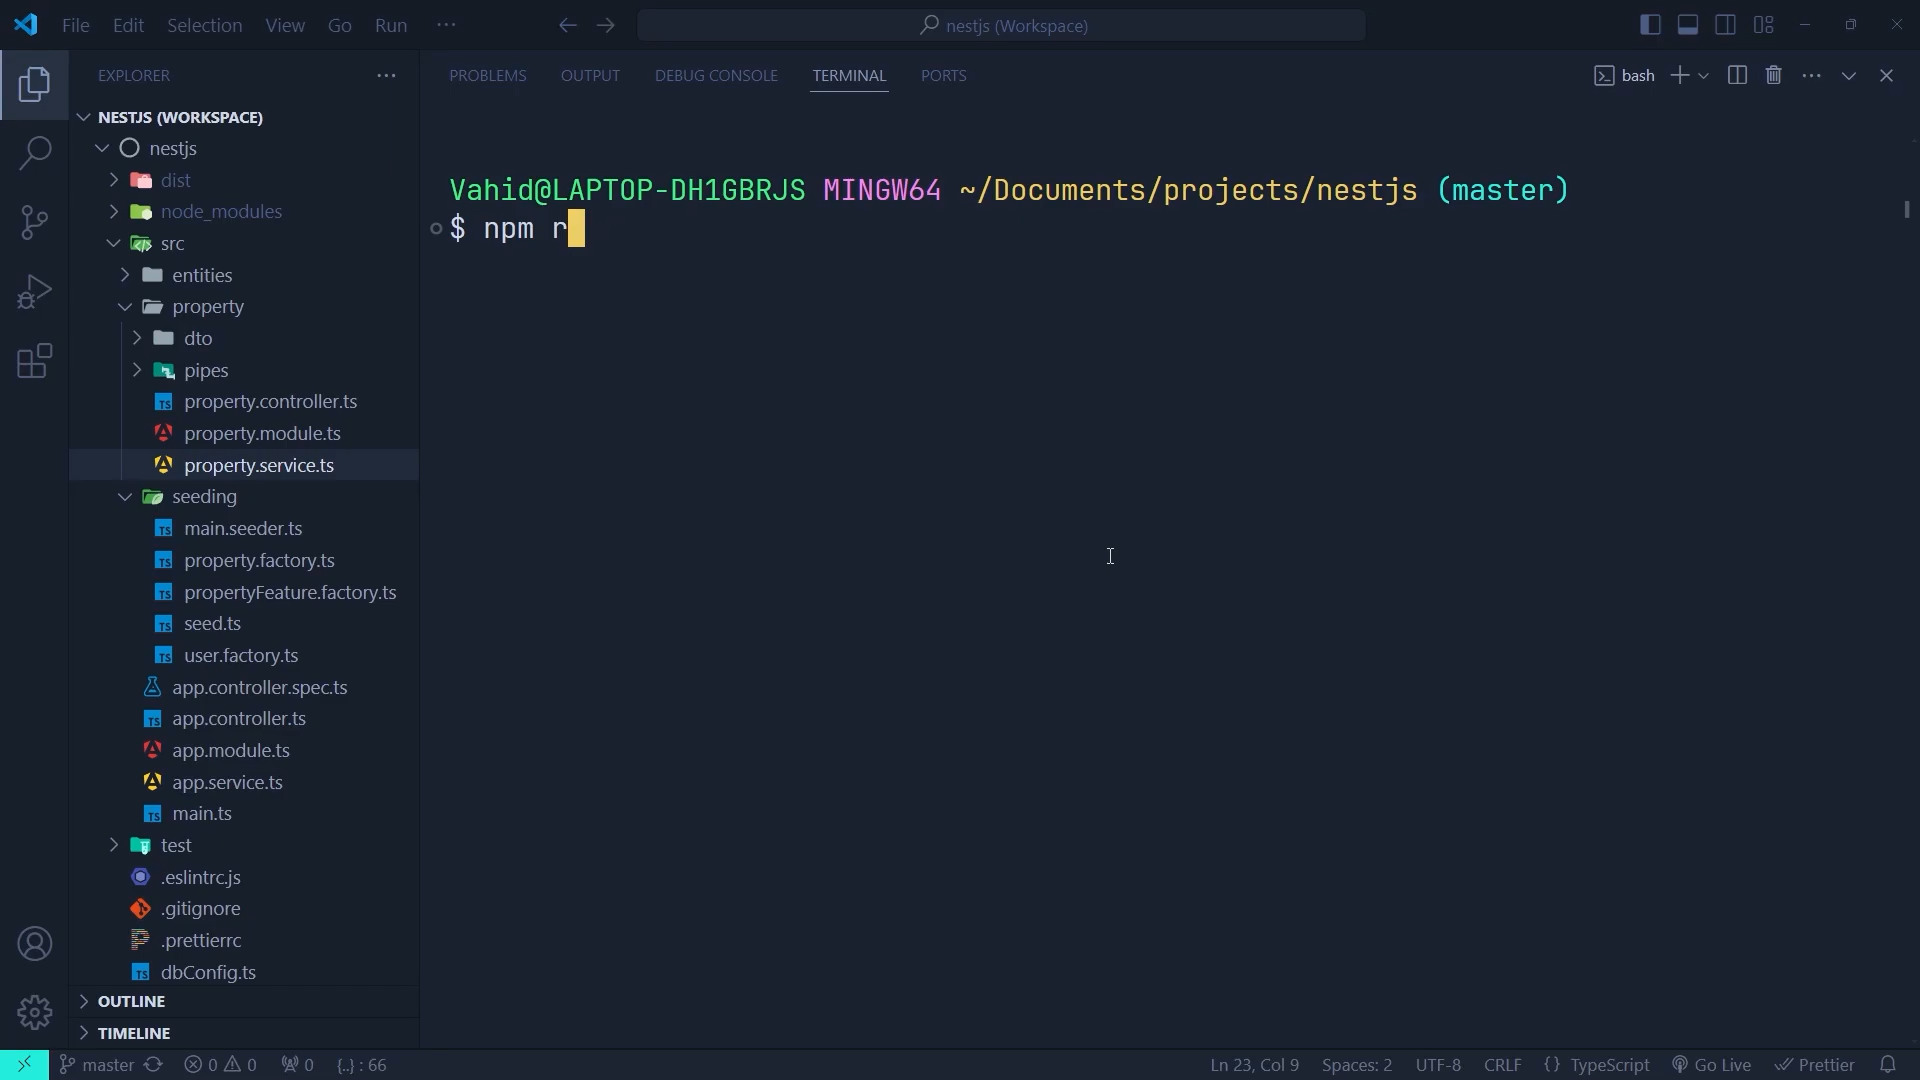 File Edit Selection View Go Run ···
nestjs (Workspace)
EXPLORER
NESTJS (WORKSPACE)
nestjs
dist
node_modules
src
entities
property
dto
pipes
property.controller.ts
property.module.ts
property.service.ts
seeding
main.seeder.ts
property.factory.ts
propertyFeature.factory.ts
seed.ts
user.factory.ts
app.controller.spec.ts
app.controller.ts
app.module.ts
app.service.ts
main.ts
test
.eslintrc.js
.gitignore
.prettierrc
dbConfig.ts
OUTLINE
TIMELINE
PROBLEMS OUTPUT DEBUG CONSOLE TERMINAL PORTS
bash
Vahid@LAPTOP-DH1GBRJS MINGW64 ~/Documents/projects/nestjs (master)
$ npm r
master 0 0 0 {..} : 66
Ln 23, Col 9 Spaces: 2 UTF-8 CRLF {} TypeScript Go Live Prettier